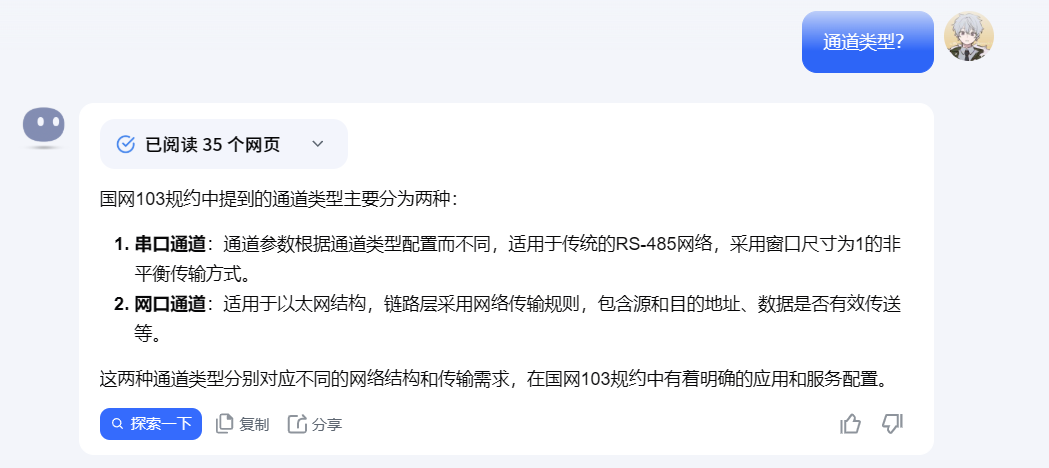 通道类型？
已阅读 35 个网页
国网103规约中提到的通道类型主要分为两种：
1. 串口通道：通道参数根据通道类型配置而不同，适用于传统的RS-485网络，采用窗口尺寸为1的非
平衡传输方式。
2. 网口通道：适用于以太网结构，链路层采用网络传输规则，包含源和目的地址、数据是否有效传送
等。
这两种通道类型分别对应不同的网络结构和传输需求，在国网103规约中有着明确的应用和服务配置。
探索一下 复制 分享